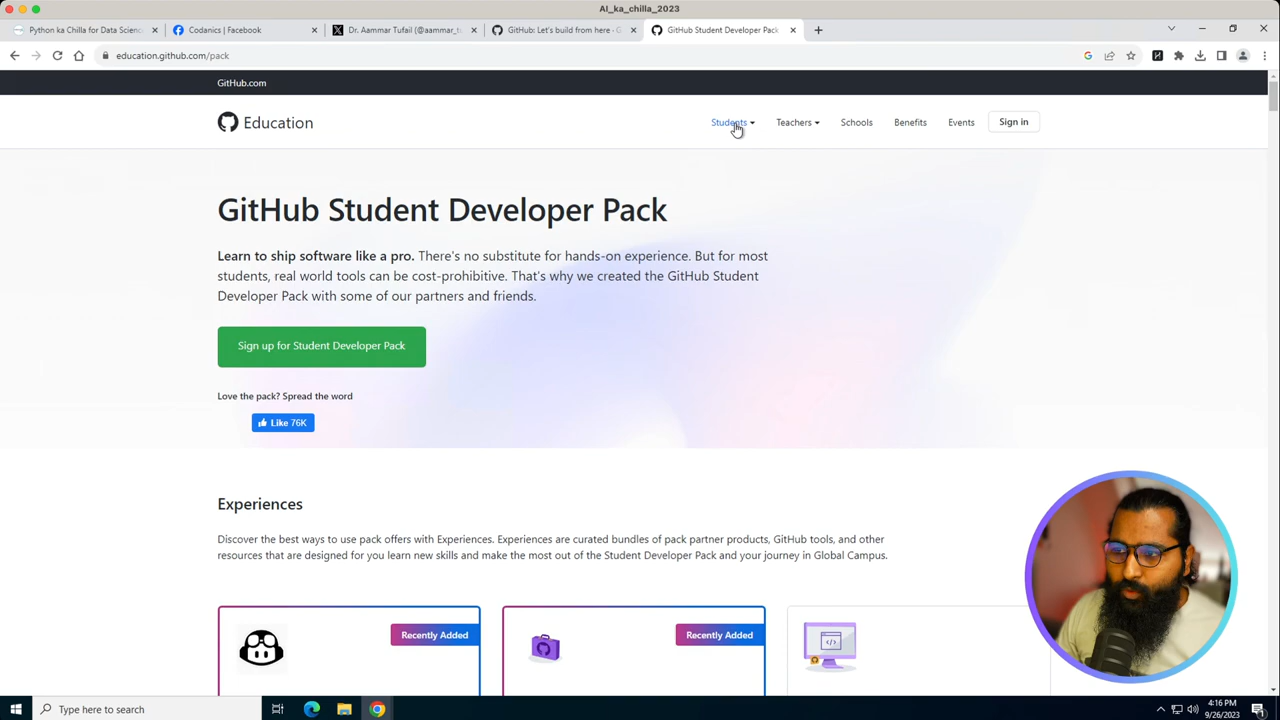 AI_ka_chilla_2023
Python ka Chilla for Data Scienc
Codanics | Facebook
Dr. Aammar Tufail (@aammar_tu
GitHub: Let's build from here · G
GitHub Student Developer Pack
education.github.com/pack
GitHub.com
Education
Students
Teachers
Schools
Benefits
Events
Sign in
GitHub Student Developer Pack
Learn to ship software like a pro. There's no substitute for hands-on experience. But for most
students, real world tools can be cost-prohibitive. That's why we created the GitHub Student
Developer Pack with some of our partners and friends.
Sign up for Student Developer Pack
Love the pack? Spread the word
Like 76K
Experiences
Discover the best ways to use pack offers with Experiences. Experiences are curated bundles of pack partner products, GitHub tools, and other
resources that are designed for you learn new skills and make the most out of the Student Developer Pack and your journey in Global Campus.
Recently Added
Recently Added
Type here to search
4:16 PM
9/26/2023